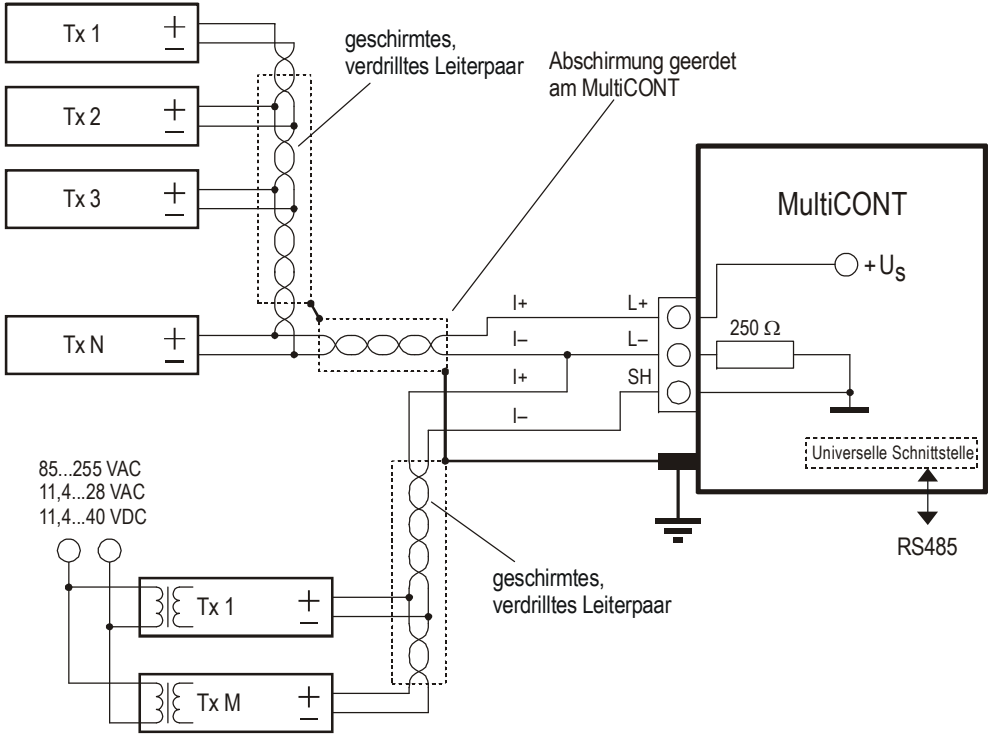 Tx 1
+
–
geschirmtes,
verdrilltes Leiterpaar
Abschirmung geerdet
am MultiCONT
Tx 2
+
–
Tx 3
+
–
MultiCONT
+US
I+
L+
250 Ω
Tx N
+
–
I–
L–
I+
SH
I–
Universelle Schnittstelle
RS485
85...255 VAC
11,4...28 VAC
11,4...40 VDC
geschirmtes,
verdrilltes Leiterpaar
Tx 1
+
–
Tx M
+
–